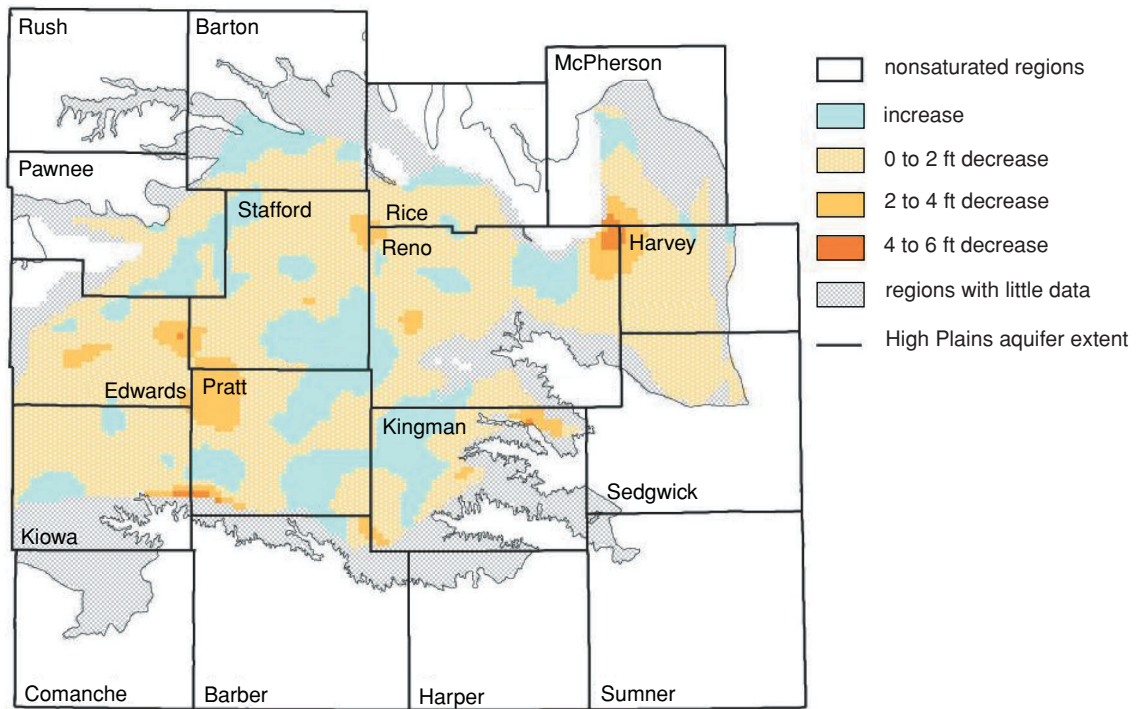 Rush
Barton
McPherson
Pawnee
Stafford
Rice
Reno
Harvey
Edwards
Pratt
Kingman
Sedgwick
Kiowa
Comanche
Barber
Harper
Sumner
nonsaturated regions
increase
0 to 2 ft decrease
2 to 4 ft decrease
4 to 6 ft decrease
regions with little data
High Plains aquifer extent